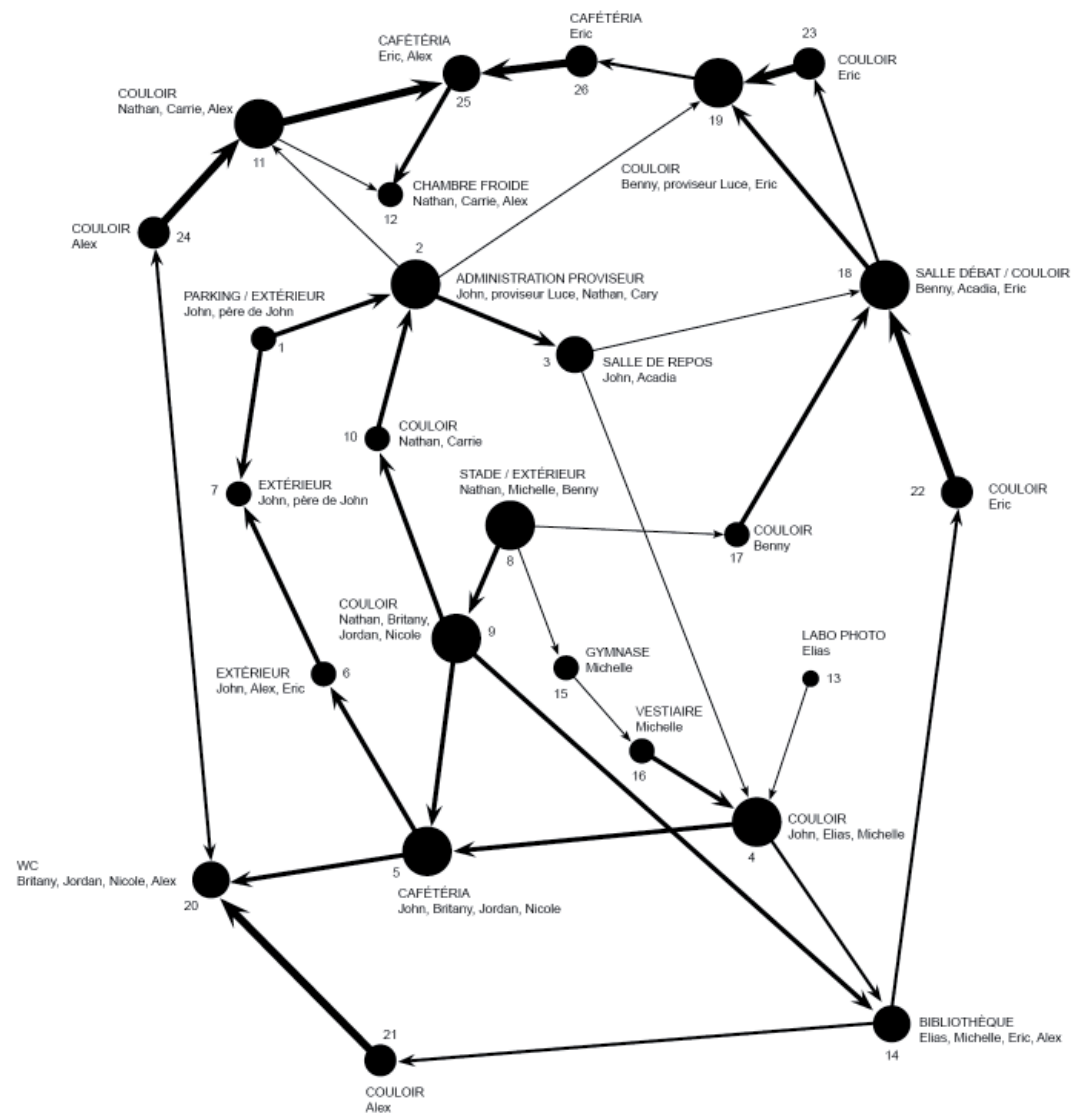 CAFÉTÉRIA
Eric
23
CAFÉTÉRIA
Eric, Alex
COULOIR
Eric
26
25
19
COULOIR
Nathan, Carrie, Alex
11
COULOIR
Benny, proviseur Luce, Eric
CHAMBRE FROIDE
Nathan, Carrie, Alex
12
COULOIR
Alex
24
2
ADMINISTRATION PROVISEUR
John, proviseur Luce, Nathan, Cary
18
SALLE DÉBAT / COULOIR
Benny, Acadia, Eric
PARKING / EXTÉRIEUR
John, père de John
1
3
SALLE DE REPOS
John, Acadia
10
COULOIR
Nathan, Carrie
STADE / EXTÉRIEUR
Nathan, Michelle, Benny
8
7
EXTÉRIEUR
John, père de John
22
COULOIR
Eric
COULOIR
Benny
17
COULOIR
Nathan, Britany,
Jordan, Nicole
9
GYMNASE
Michelle
15
LABO PHOTO
Elias
13
EXTÉRIEUR
John, Alex, Eric
6
VESTIAIRE
Michelle
16
COULOIR
John, Elias, Michelle
4
WC
Britany, Jordan, Nicole, Alex
20
5
CAFÉTÉRIA
John, Britany, Jordan, Nicole
21
COULOIR
Alex
BIBLIOTHÈQUE
Elias, Michelle, Eric, Alex
14